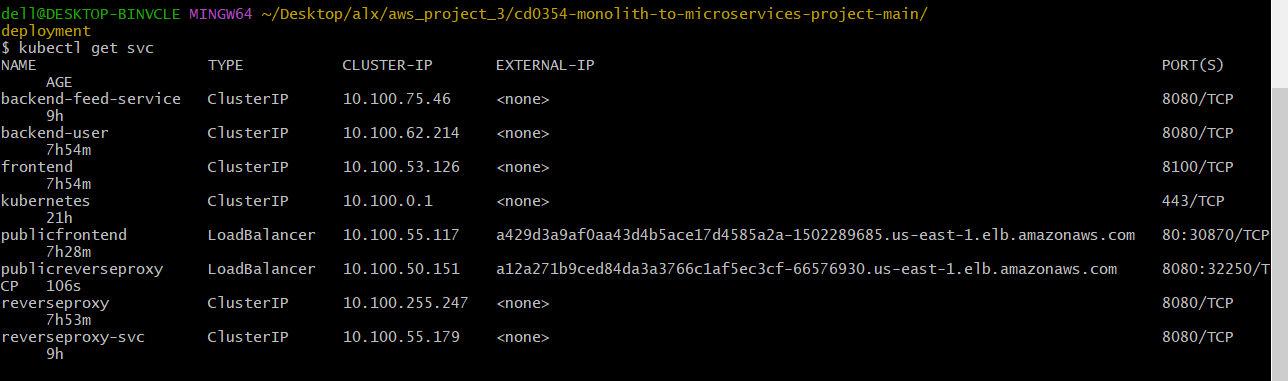 dell@DESKTOP-BINVCLE MINGW64 ~/Desktop/alx/aws_project_3/cd0354-monolith-to-microservices-project-main/
deployment
$ kubectl get svc
NAME TYPE CLUSTER-IP EXTERNAL-IP PORT(S)
AGE
backend-feed-service ClusterIP 10.100.75.46 <none> 8080/TCP
9h
backend-user ClusterIP 10.100.62.214 <none> 8080/TCP
7h54m
frontend ClusterIP 10.100.53.126 <none> 8100/TCP
7h54m
kubernetes ClusterIP 10.100.0.1 <none> 443/TCP
21h
publicfrontend LoadBalancer 10.100.55.117 a429d3a9af0aa43d4b5ace17d4585a2a-1502289685.us-east-1.elb.amazonaws.com 80:30870/TCP
7h28m
publicreverseproxy LoadBalancer 10.100.50.151 a12a271b9ced84da3a3766c1af5ec3cf-66576930.us-east-1.elb.amazonaws.com 8080:32250/T
CP 106s
reverseproxy ClusterIP 10.100.255.247 <none> 8080/TCP
7h53m
reverseproxy-svc ClusterIP 10.100.55.179 <none> 8080/TCP
9h